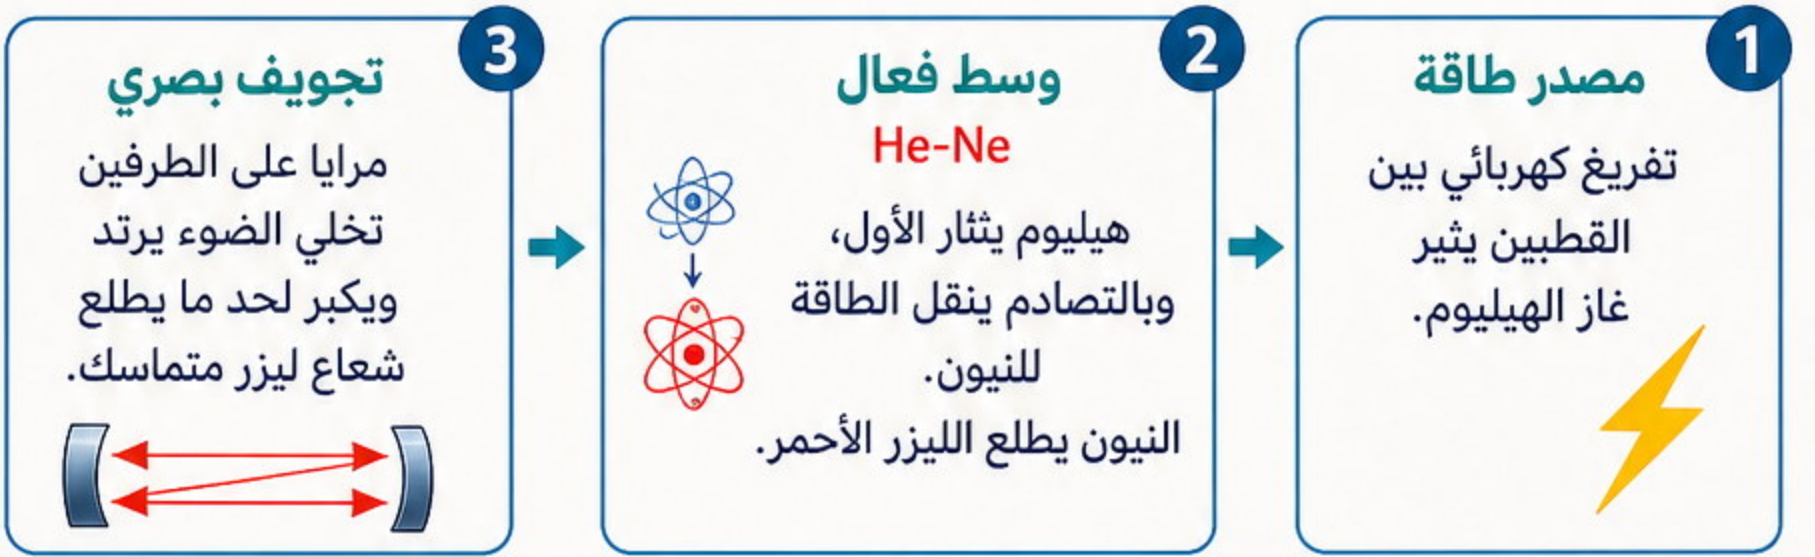 1
مصدر طاقة
تفريغ كهربائي بين
القطبين يثير
غاز الهيليوم.
2
وسط فعال
He-Ne
هيليوم يثثار الأول،
وبالتصادم ينقل الطاقة
للنيون.
النيون يطلع الليزر الأحمر.
3
تجويف بصري
مرايا على الطرفين
تخلي الضوء يرتد
ويكبر لحد ما يطلع
شعاع ليزر متماسك.